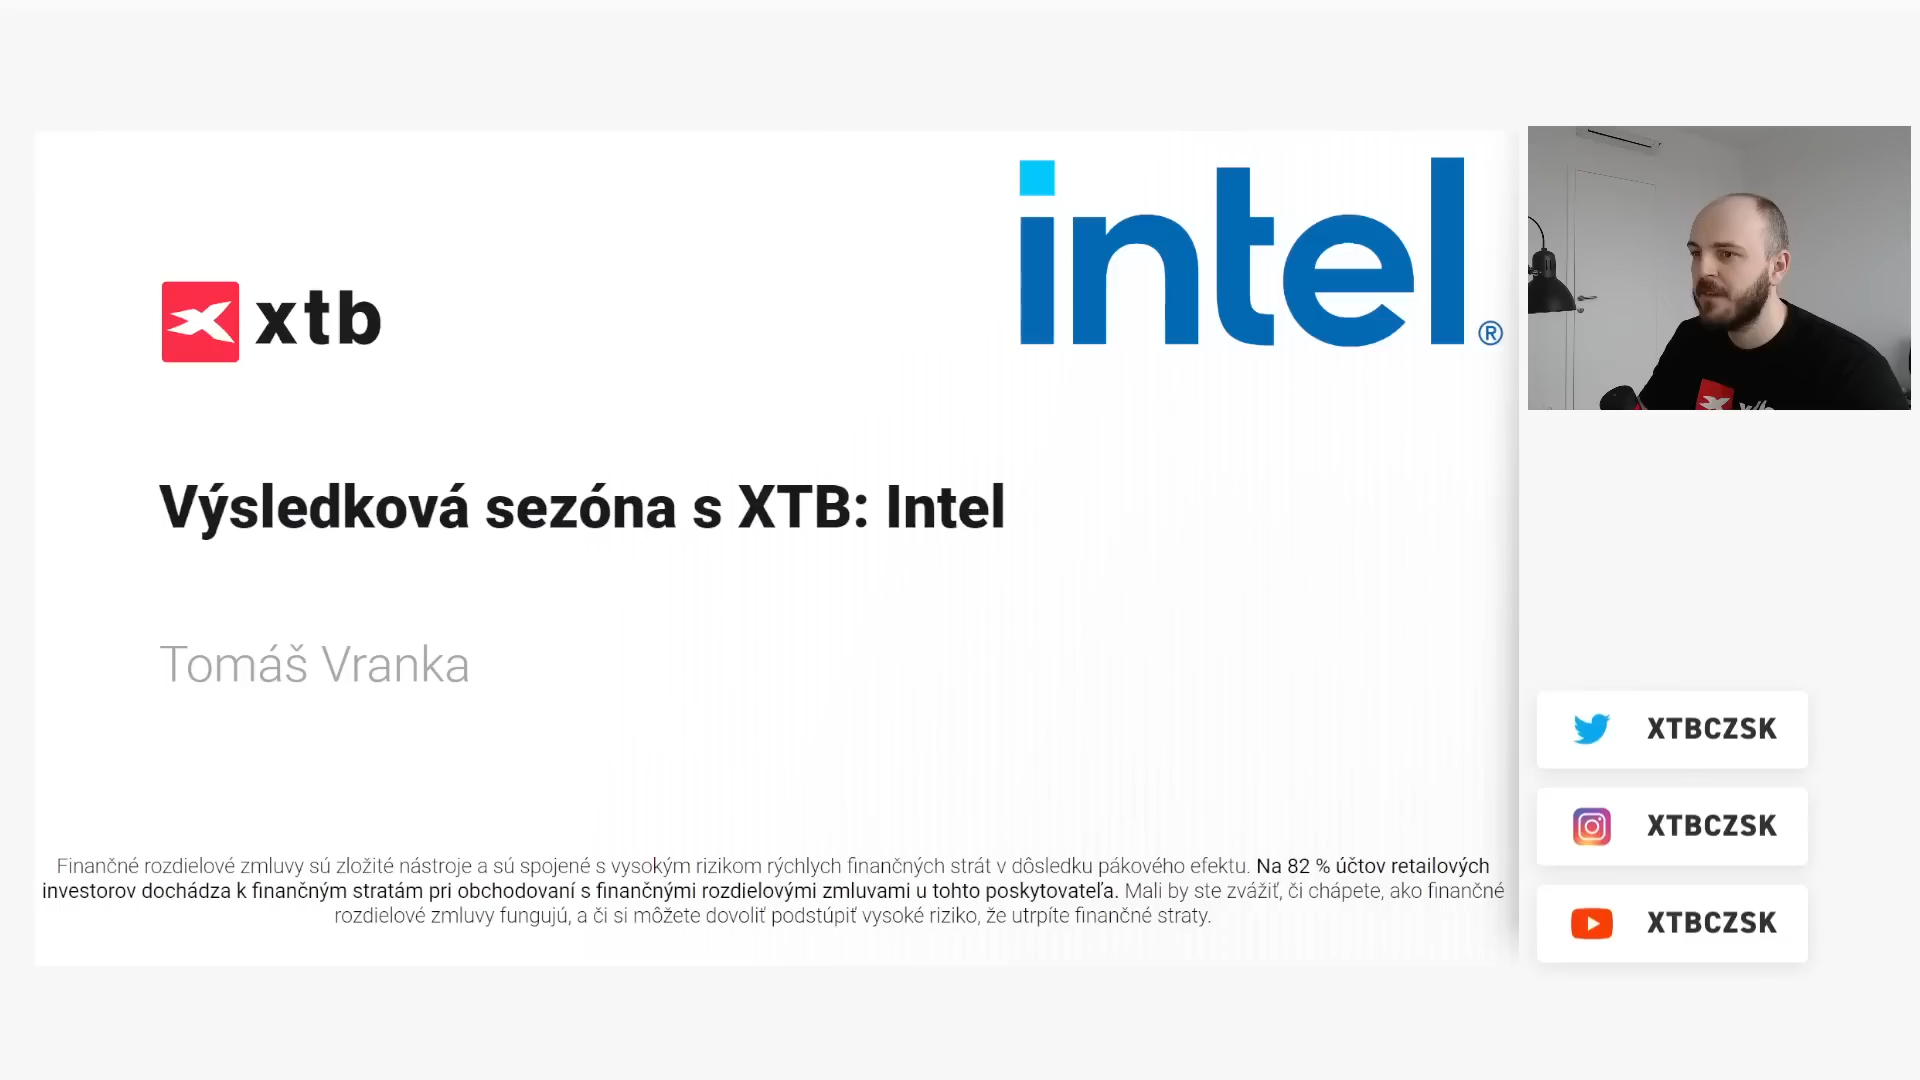 intel®
xtb
Výsledková sezóna s XTB: Intel
Tomáš Vranka
Finančné rozdielové zmluvy sú zložité nástroje a sú spojené s vysokým rizikom rýchlych finančných strát v dôsledku pákového efektu. Na 82 % účtov retailových
investorov dochádza k finančným stratám pri obchodovaní s finančnými rozdielovými zmluvami u tohto poskytovateľa. Mali by ste zvážiť, či chápete, ako finančné
rozdielové zmluvy fungujú, a či si môžete dovoliť podstúpiť vysoké riziko, že utrpíte finančné straty.
XTBCZSK
XTBCZSK
XTBCZSK